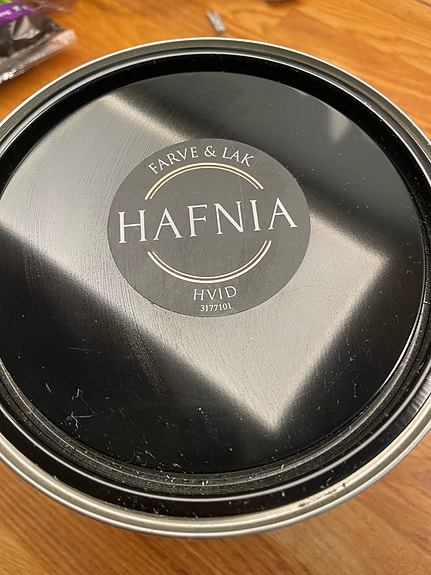 FARVE & LAK
HAFNIA
HVID
3177101